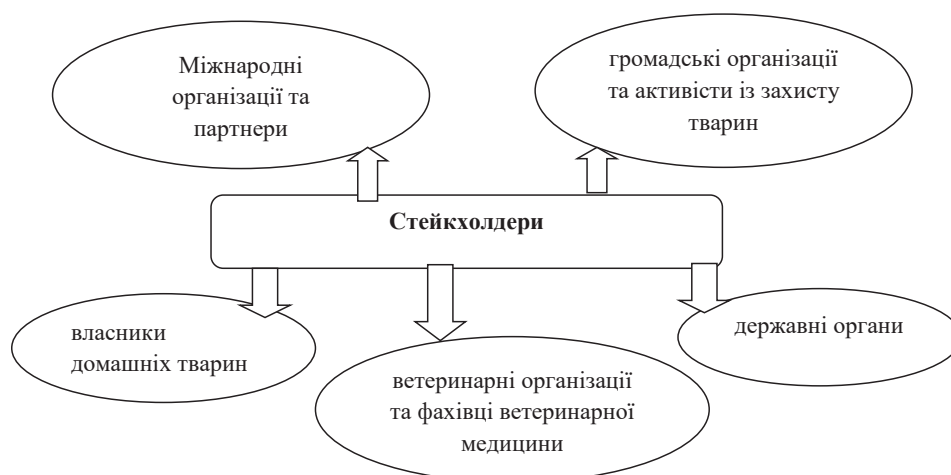 Міжнародні
організації та
партнери
громадські організації
та активісти із захисту
тварин
Стейкхолдери
власники
домашніх тварин
ветеринарні організації
та фахівці ветеринарної
медицини
державні органи